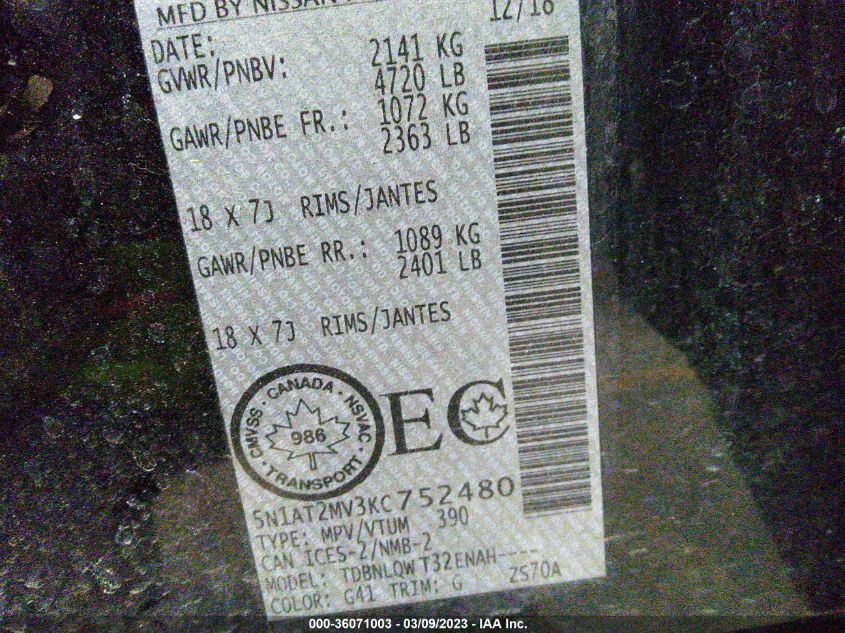 MFD BY NISSAN
DATE: 12/18
GVWR/PNBV: 2141 KG
4720 LB
GAWR/PNBE FR.: 1072 KG
2363 LB
18 X 7J RIMS/JANTES
GAWR/PNBE RR.: 1089 KG
2401 LB
18 X 7J RIMS/JANTES
CANADA · NSVAC · TRANSPORT · CMVSS ·
986
EC
5N1AT2MV3KC752480
TYPE: MPV/VTUM 390
CAN ICES-2/NMB-2
MODEL: TDBNLOWT32ENAH----
COLOR: G41 TRIM: G ZS70A
000-36071003 - 03/09/2023 - IAA Inc.